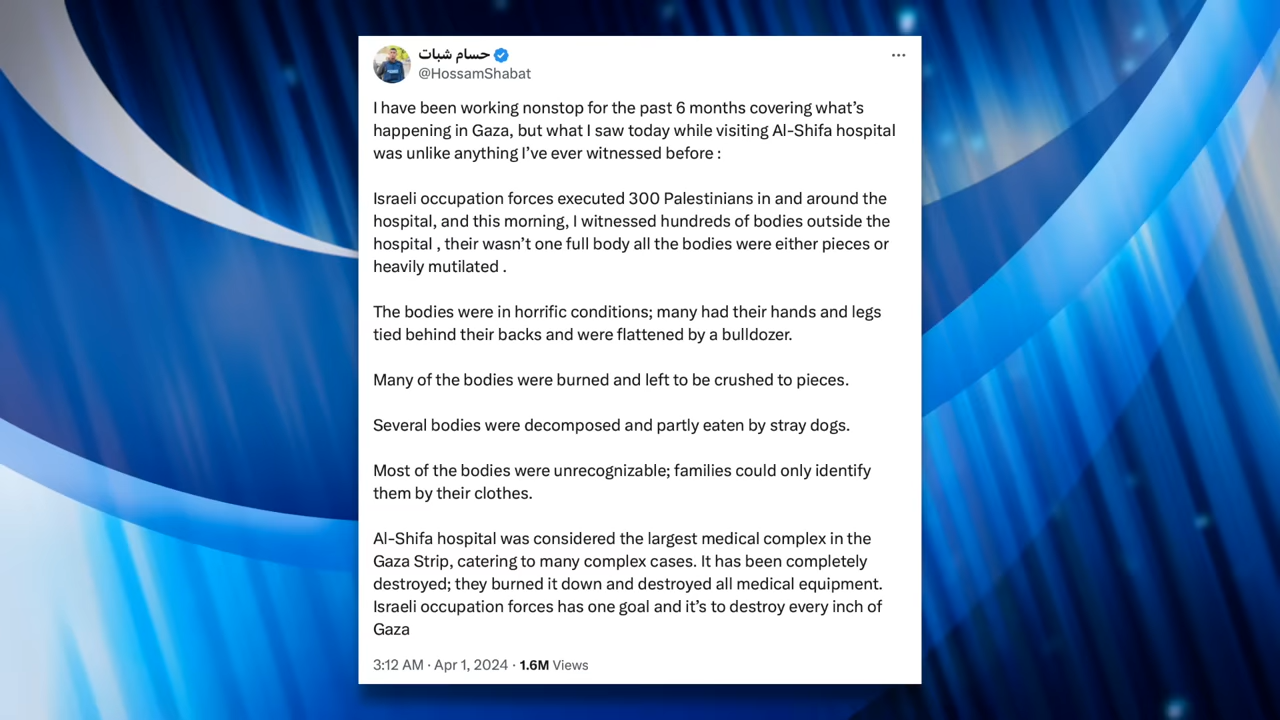 حسام شبات
@HossamShabat
I have been working nonstop for the past 6 months covering what's
happening in Gaza, but what I saw today while visiting Al-Shifa hospital
was unlike anything I've ever witnessed before :
Israeli occupation forces executed 300 Palestinians in and around the
hospital, and this morning, I witnessed hundreds of bodies outside the
hospital , their wasn't one full body all the bodies were either pieces or
heavily mutilated .
The bodies were in horrific conditions; many had their hands and legs
tied behind their backs and were flattened by a bulldozer.
Many of the bodies were burned and left to be crushed to pieces.
Several bodies were decomposed and partly eaten by stray dogs.
Most of the bodies were unrecognizable; families could only identify
them by their clothes.
Al-Shifa hospital was considered the largest medical complex in the
Gaza Strip, catering to many complex cases. It has been completely
destroyed; they burned it down and destroyed all medical equipment.
Israeli occupation forces has one goal and it's to destroy every inch of
Gaza
3:12 AM · Apr 1, 2024 · 1.6M Views